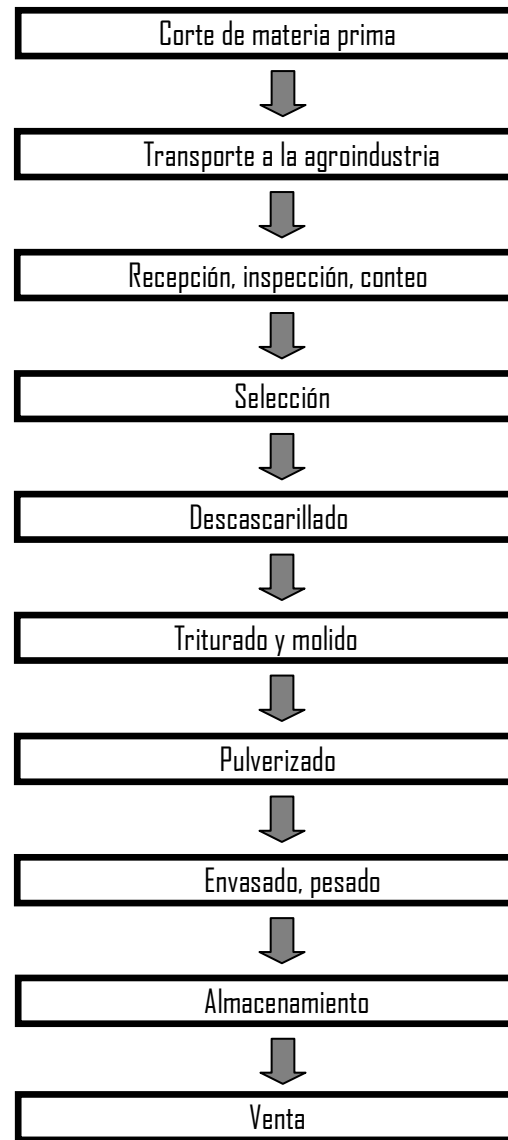 Corte de materia prima
Transporte a la agroindustria
Recepción, inspección, conteo
Selección
Descascarillado
Triturado y molido
Pulverizado
Envasado, pesado
Almacenamiento
Venta